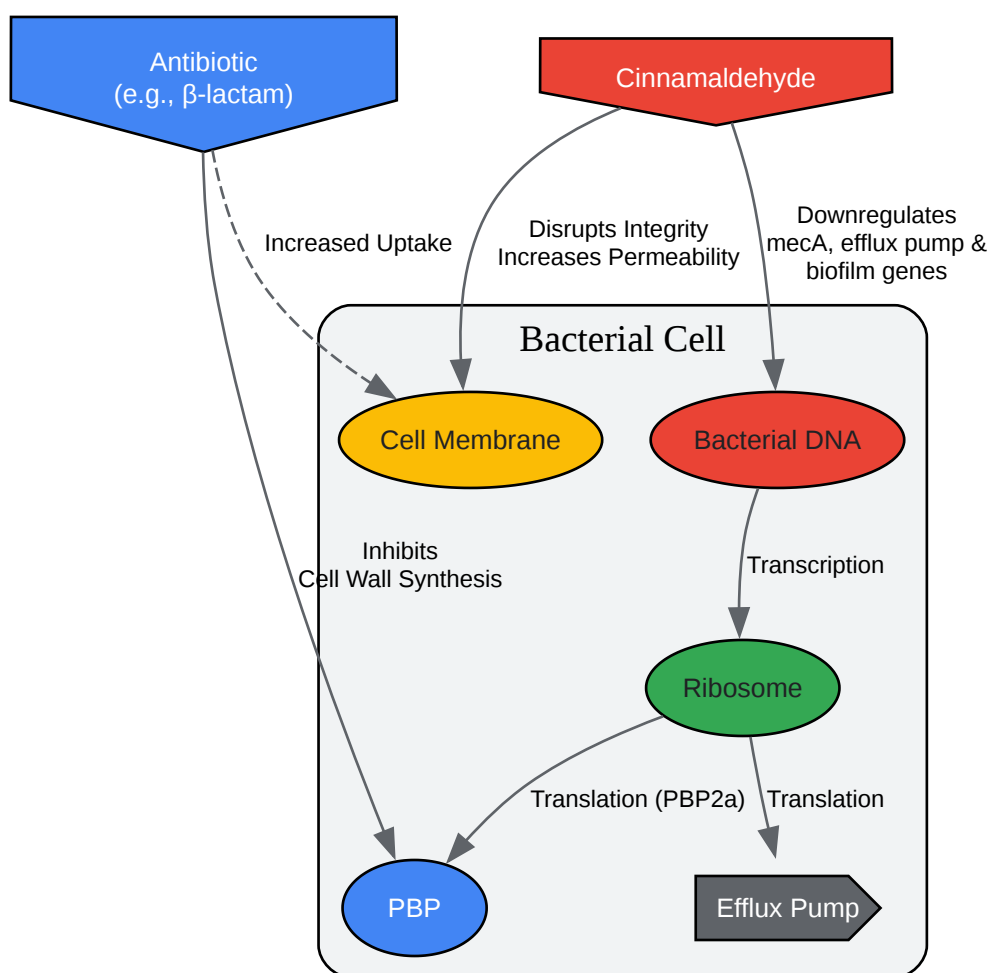 Antibiotic
(e.g., β-lactam)
Cinnamaldehyde
Increased Uptake
Disrupts Integrity
Increases Permeability
Downregulates
mecA, efflux pump &
biofilm genes
Bacterial Cell
Cell Membrane
Bacterial DNA
Inhibits
Cell Wall Synthesis
Transcription
Ribosome
Translation (PBP2a)
Translation
PBP
Efflux Pump